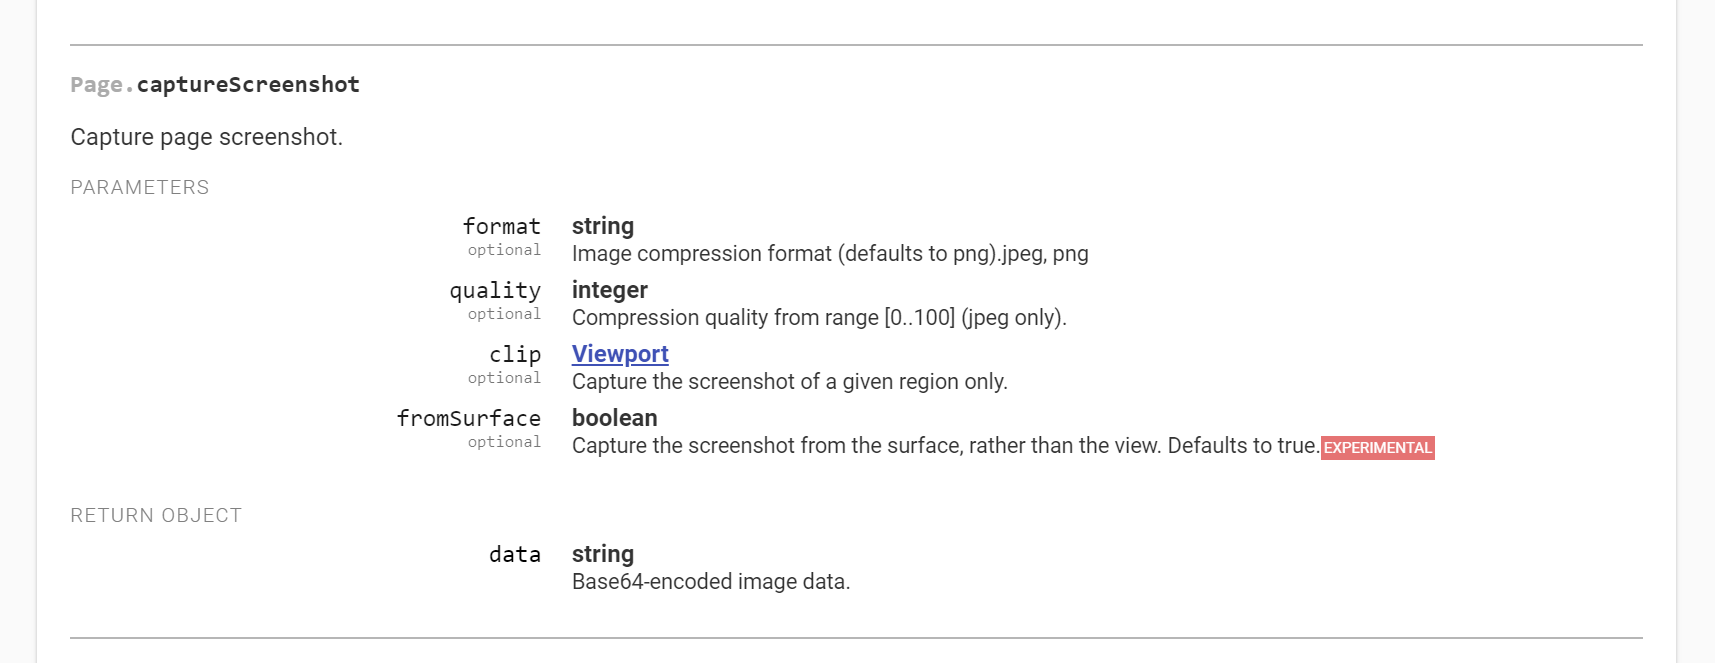 Page.captureScreenshot
Capture page screenshot.
PARAMETERS
format string
optional Image compression format (defaults to png).jpeg, png
quality integer
optional Compression quality from range [0..100] (jpeg only).
clip Viewport
optional Capture the screenshot of a given region only.
fromSurface boolean
optional Capture the screenshot from the surface, rather than the view. Defaults to true.EXPERIMENTAL
RETURN OBJECT
data string
Base64-encoded image data.